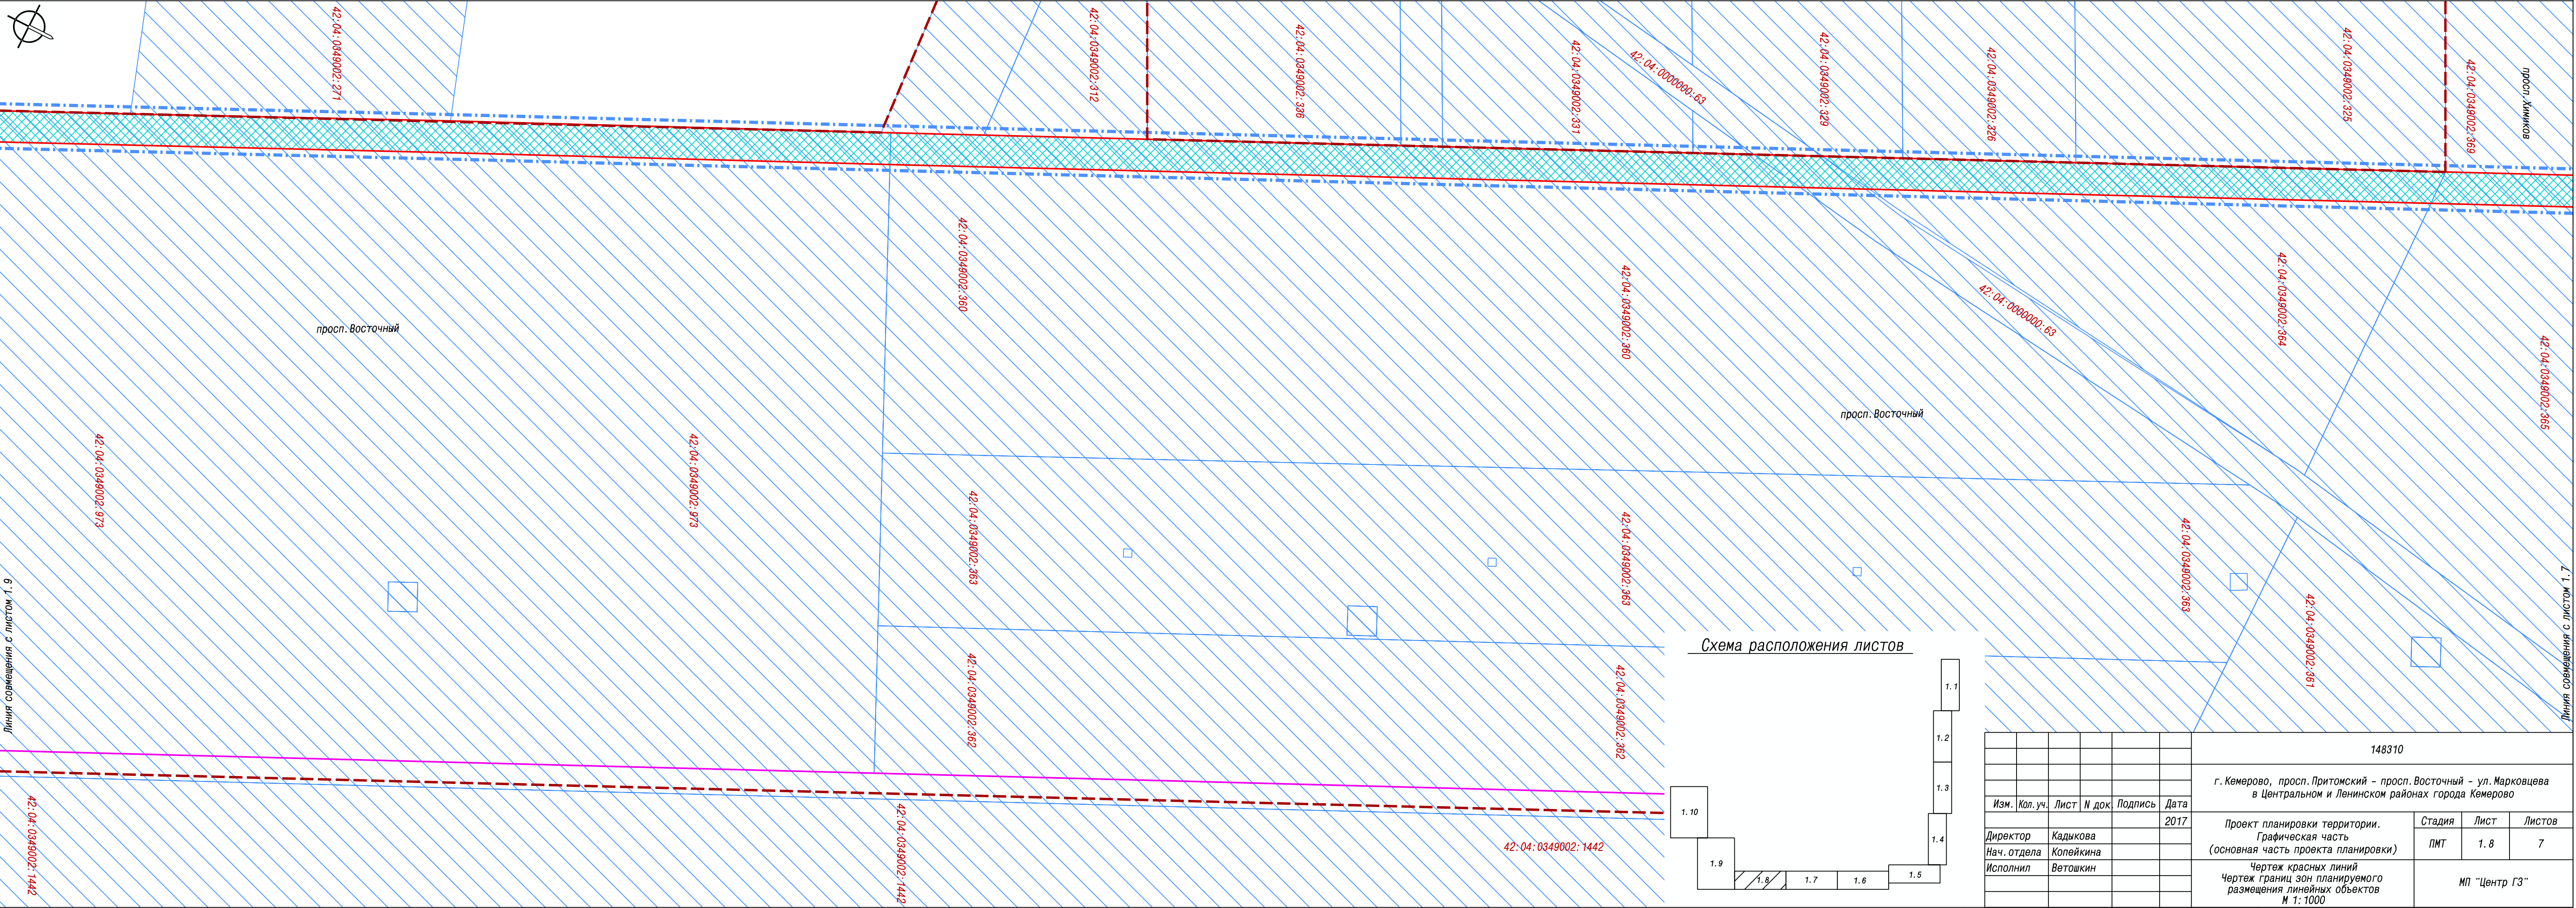 42:04:0349002:271
42:04:0349002:312
42:04:0349002:336
42:04:0349002:331
42:04:0000000:63
42:04:0349002:329
42:04:0349002:326
42:04:0349002:325
42:04:0349002:369
просп.Химиков
42:04:0349002:360
42:04:0349002:360
42:04:0000000:63
42:04:0349002:364
42:04:0349002:365
просп.Восточный
просп.Восточный
42:04:0349002:973
42:04:0349002:973
42:04:0349002:363
42:04:0349002:363
42:04:0349002:363
42:04:0349002:361
Линия совмещения с листом 1.9
Линия совмещения с листом 1.7
42:04:0349002:362
42:04:0349002:362
42:04:0349002:1442
42:04:0349002:1442
42:04:0349002:1442
Схема расположения листов
1.1
1.2
1.3
1.4
1.5
1.6
1.7
1.8
1.9
1.10
148310
г.Кемерово, просп.Притомский - просп.Восточный - ул.Марковцева
в Центральном и Ленинском районах города Кемерово
Изм. Кол.уч. Лист N док. Подпись Дата
2017
Директор Кадыкова
Нач.отдела Копейкина
Исполнил Ветошкин
Проект планировки территории.
Графическая часть
(основная часть проекта планировки)
Стадия Лист Листов
ПМТ 1.8 7
Чертеж красных линий
Чертеж границ зон планируемого
размещения линейных объектов
М 1:1000
МП "Центр ГЗ"